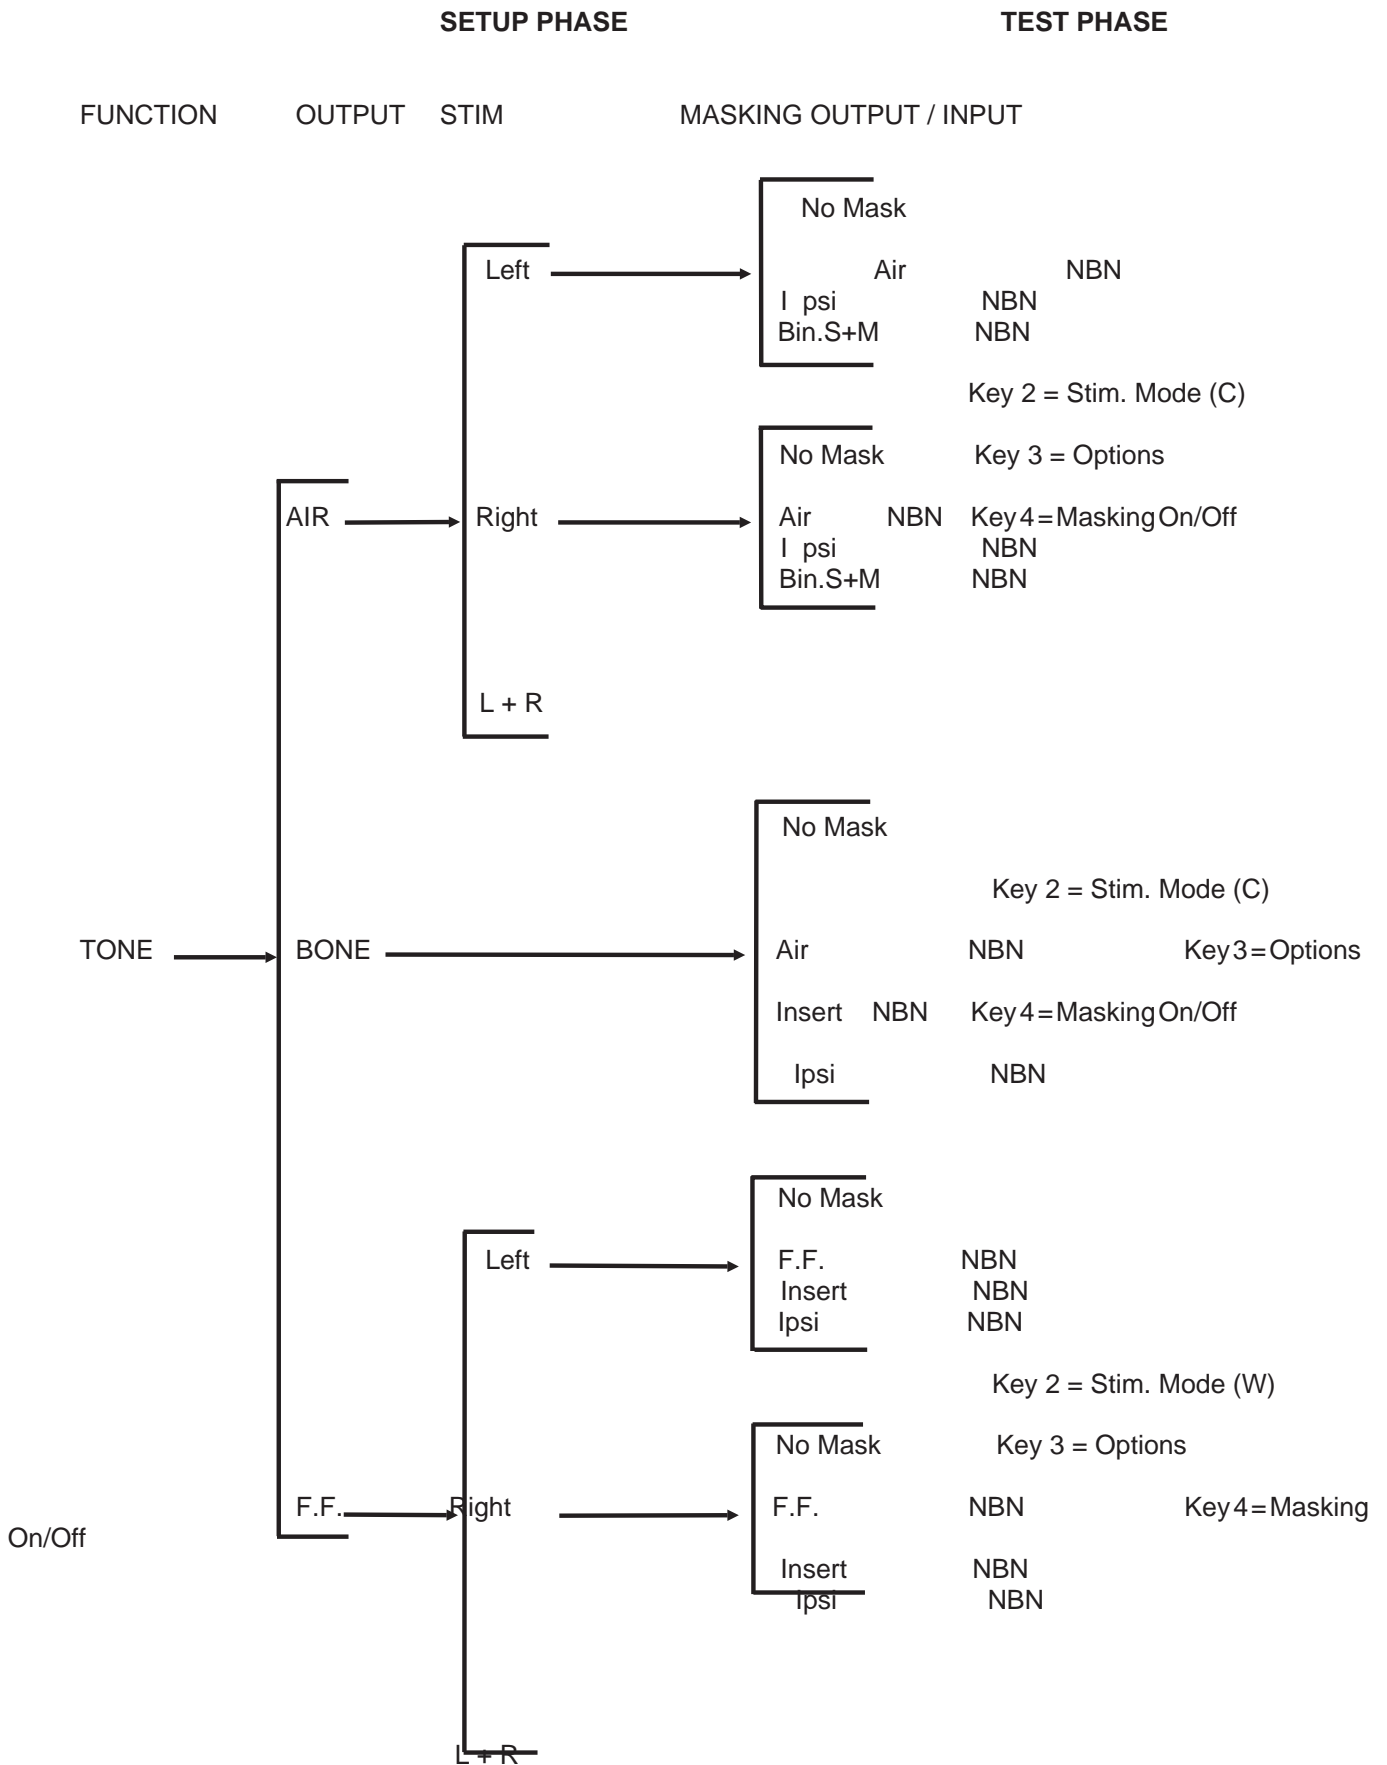 SETUP PHASE TEST PHASE
FUNCTION OUTPUT STIM MASKING OUTPUT / INPUT
No Mask
Left Air NBN
I psi NBN
Bin.S+M NBN
Key 2 = Stim. Mode (C)
No Mask Key 3 = Options
AIR Right Air NBN Key 4 = Masking On/Off
I psi NBN
Bin.S+M NBN
L + R
No Mask
Key 2 = Stim. Mode (C)
TONE BONE Air NBN Key 3 = Options
Insert NBN Key 4 = Masking On/Off
Ipsi NBN
No Mask
Left F.F. NBN
Insert NBN
Ipsi NBN
Key 2 = Stim. Mode (W)
No Mask Key 3 = Options
F.F. Right F.F. NBN Key 4 = Masking
On/Off
Insert NBN
Ipsi NBN
L + R